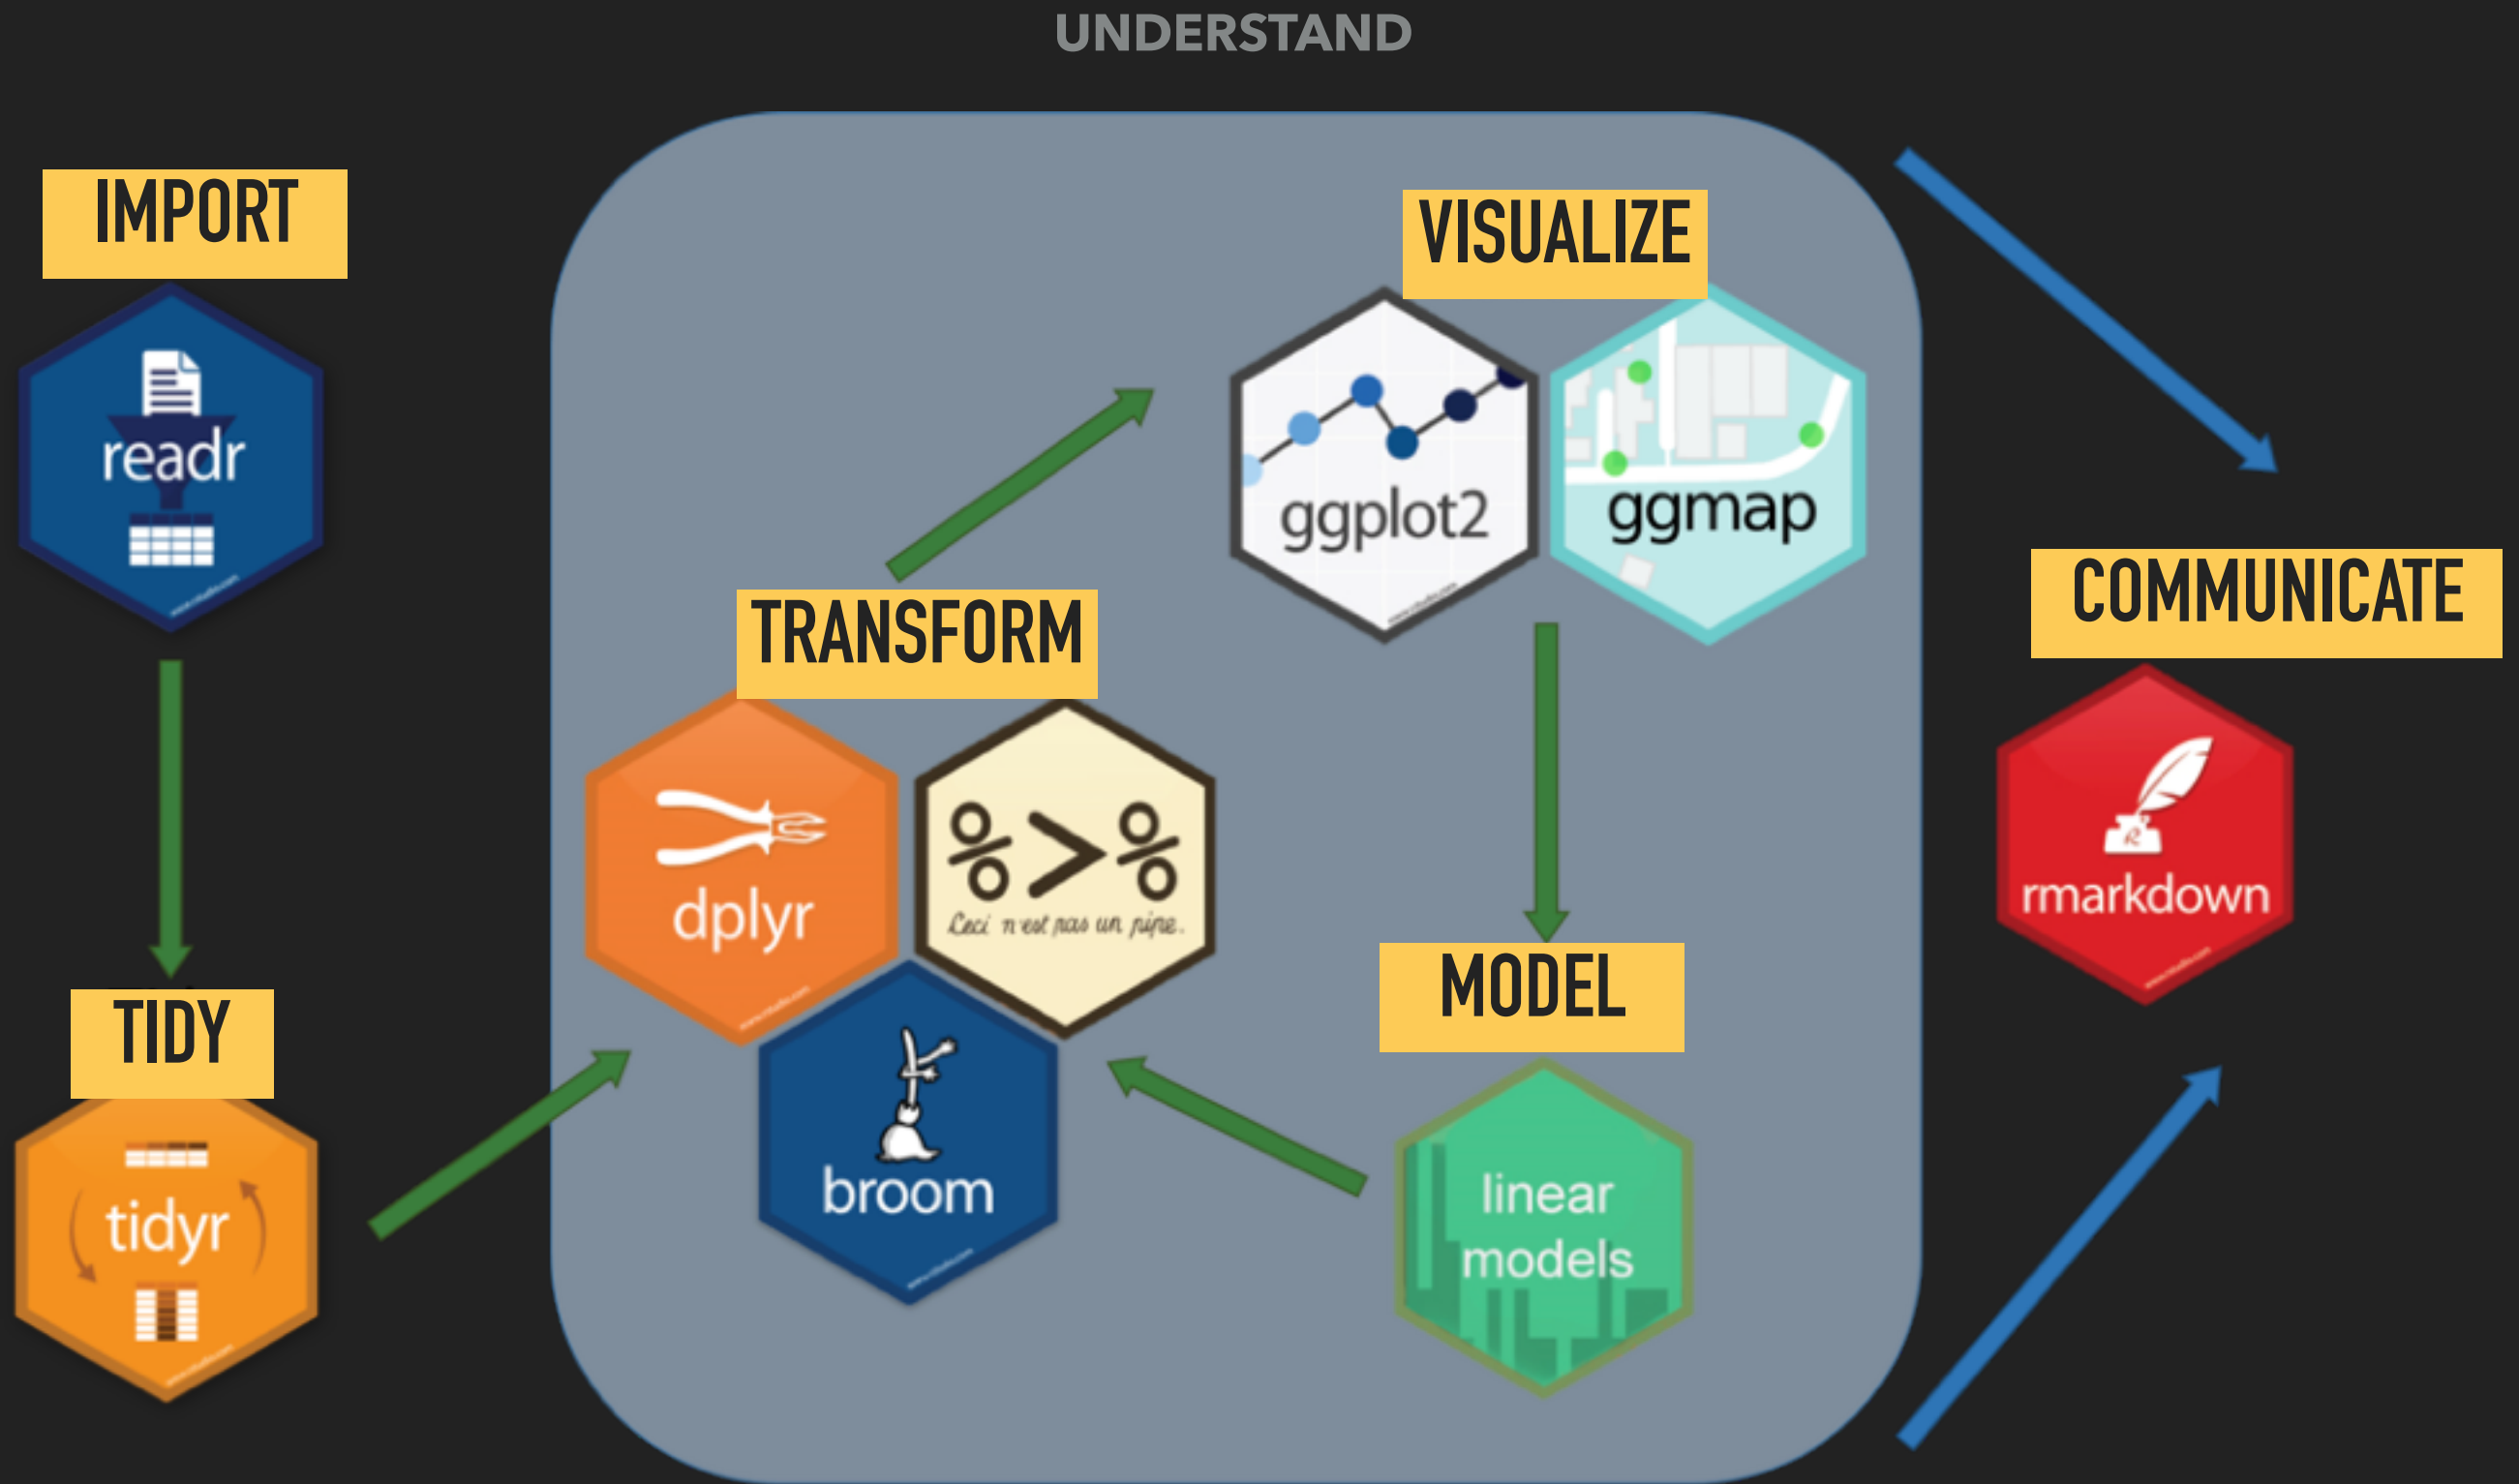 UNDERSTAND
IMPORT
readr
TIDY
tidyr
TRANSFORM
dplyr
%>%
Ceci n'est pas un pipe.
broom
VISUALIZE
ggplot2
ggmap
MODEL
linear
models
COMMUNICATE
rmarkdown